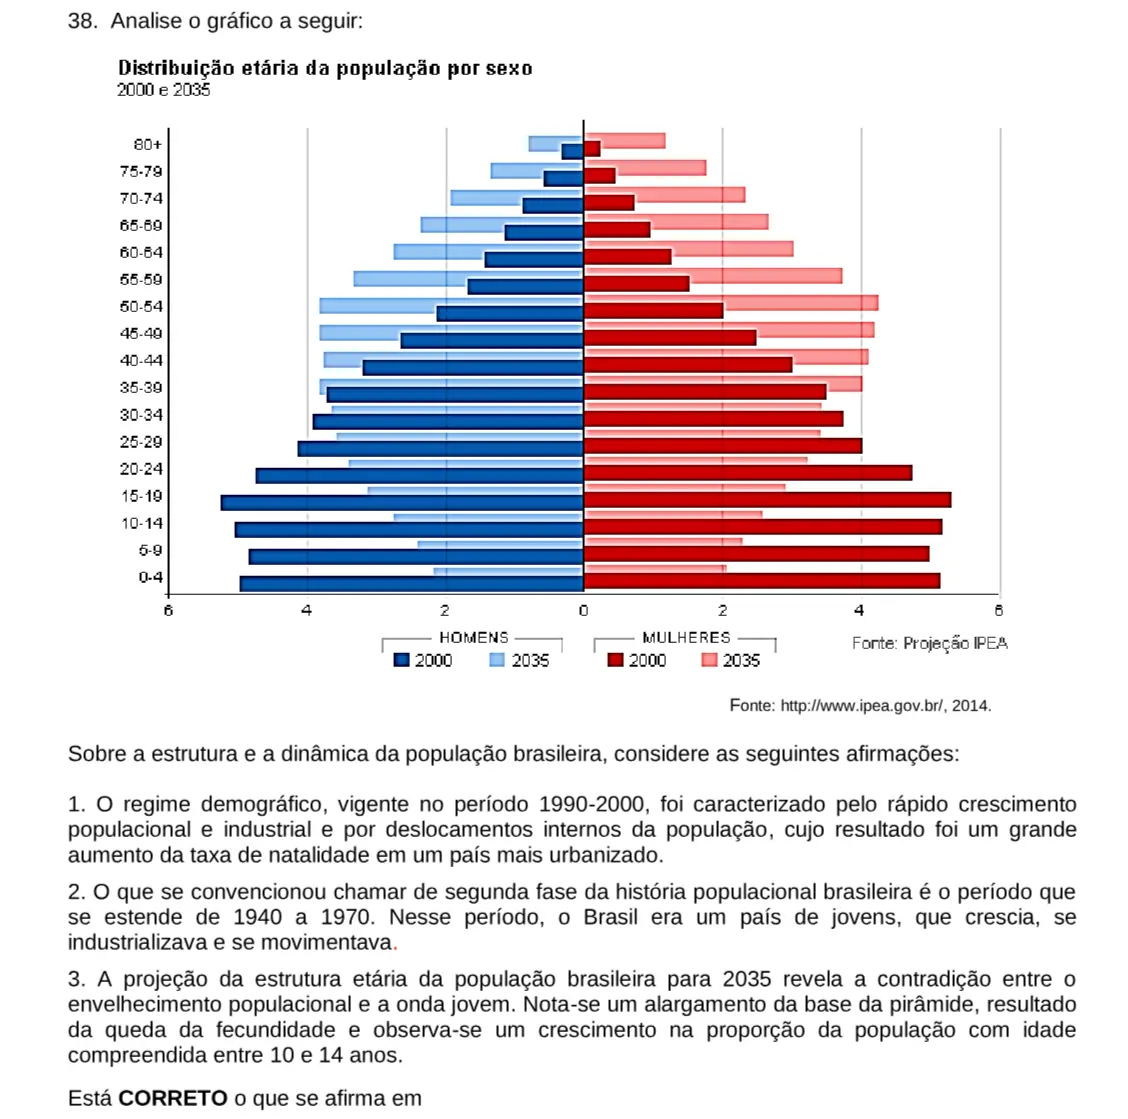 38. Analise o gráfico a seguir:
Distribuição etária da população por sexo
2000 e 2035
80+
75-79
70-74
65-69
60-64
55-59
50-54
45-49
40-44
35-39
30-34
25-29
20-24
15-19
10-14
5-9
0-4
6 4 2 0 2 4 6
HOMENS MULHERES
2000 2035 2000 2035
Fonte: Projeção IPEA
Fonte: http://www.ipea.gov.br/, 2014.
Sobre a estrutura e a dinâmica da população brasileira, considere as seguintes afirmações:
1. O regime demográfico, vigente no período 1990-2000, foi caracterizado pelo rápido crescimento
populacional e industrial e por deslocamentos internos da população, cujo resultado foi um grande
aumento da taxa de natalidade em um país mais urbanizado.
2. O que se convencionou chamar de segunda fase da história populacional brasileira é o período que
se estende de 1940 a 1970. Nesse período, o Brasil era um país de jovens, que crescia, se
industrializava e se movimentava.
3. A projeção da estrutura etária da população brasileira para 2035 revela a contradição entre o
envelhecimento populacional e a onda jovem. Nota-se um alargamento da base da pirâmide, resultado
da queda da fecundidade e observa-se um crescimento na proporção da população com idade
compreendida entre 10 e 14 anos.
Está CORRETO o que se afirma em